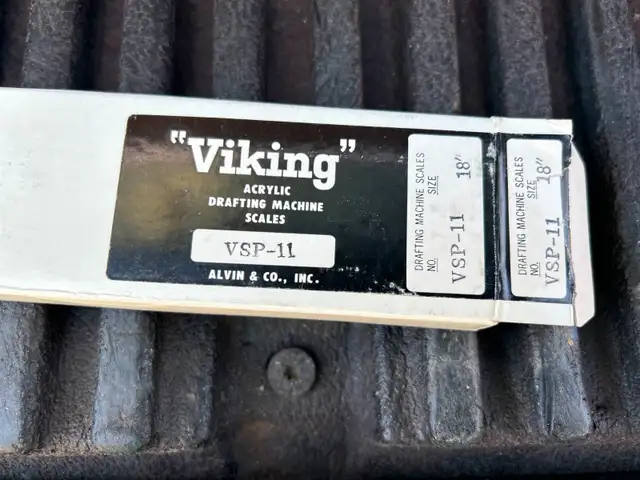 "Viking"
ACRYLIC
DRAFTING MACHINE
SCALES
VSP-11
ALVIN & CO., INC.
DRAFTING MACHINE SCALES
SIZE 18"
NO. VSP-11
DRAFTING MACHINE SCALES
SIZE 18"
NO. VSP-11